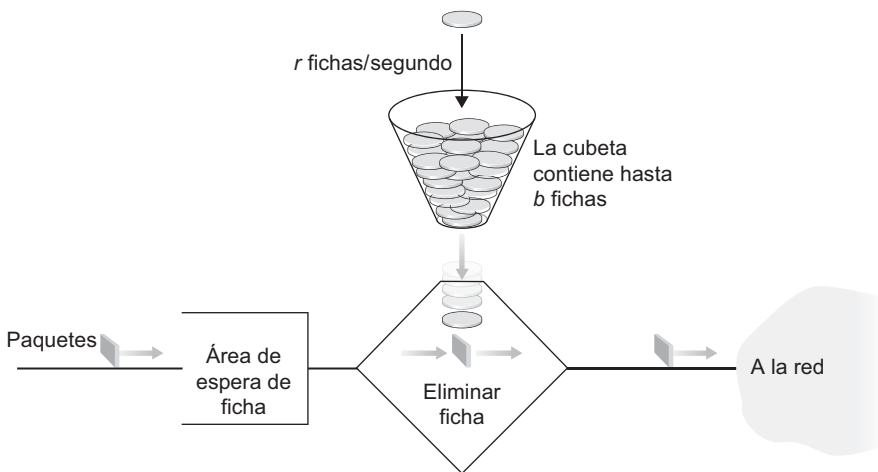 r fichas/segundo
La cubeta
contiene hasta
b fichas
Paquetes
Área de
espera de
ficha
Eliminar
ficha
A la red